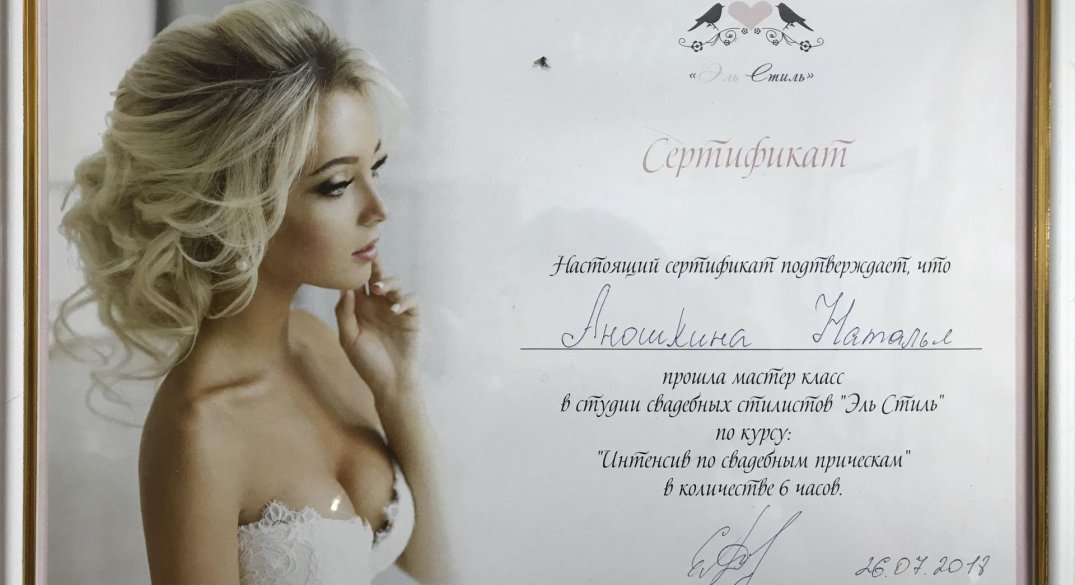 «Эль Стиль»
Сертификат
Настоящий сертификат подтверждает, что
Аношкина Наталья
прошла мастер класс
в студии свадебных стилистов "Эль Стиль"
по курсу:
"Интенсив по свадебным прическам"
в количестве 6 часов.
26.07.2018